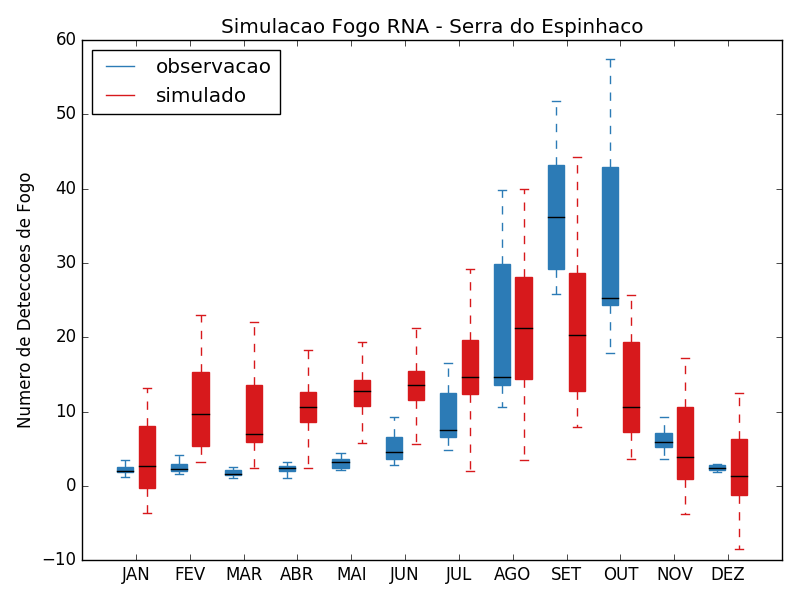 Simulacao Fogo RNA - Serra do Espinhaco
60
50
40
30
20
10
0
−10
Numero de Deteccoes de Fogo
observacao
simulado
JAN FEV MAR ABR MAI JUN JUL AGO SET OUT NOV DEZ